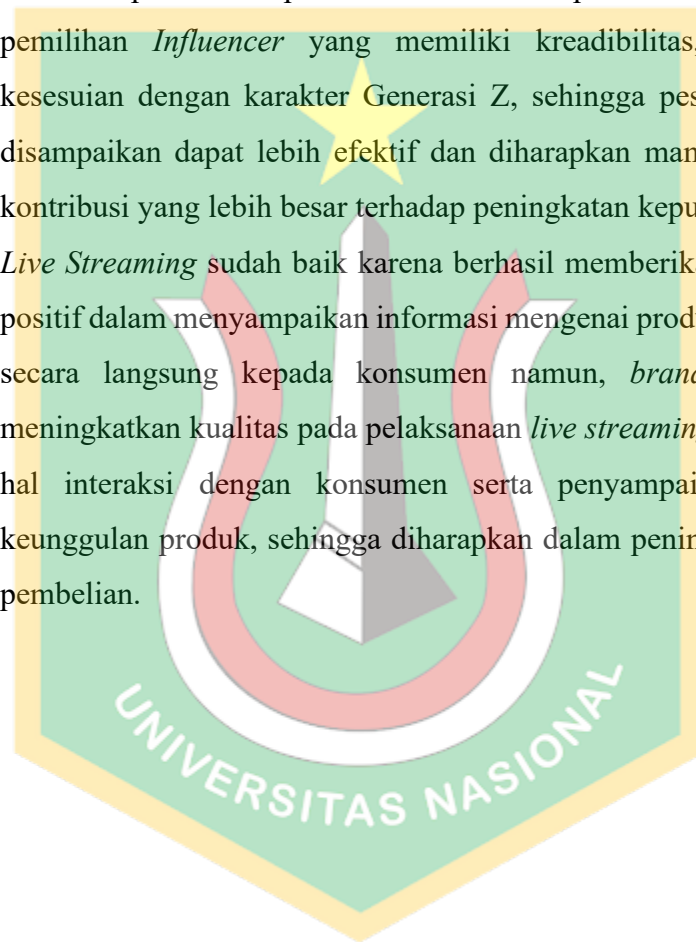 pemilihan Influencer yang memiliki kreadibilitas,
kesesuian dengan karakter Generasi Z, sehingga pes
disampaikan dapat lebih efektif dan diharapkan mam
kontribusi yang lebih besar terhadap peningkatan kepu
Live Streaming sudah baik karena berhasil memberika
positif dalam menyampaikan informasi mengenai produ
secara langsung kepada konsumen namun, brand
meningkatkan kualitas pada pelaksanaan live streaming
hal interaksi dengan konsumen serta penyampai
keunggulan produk, sehingga diharapkan dalam penin
pembelian.
UNIVERSITAS NASIONAL